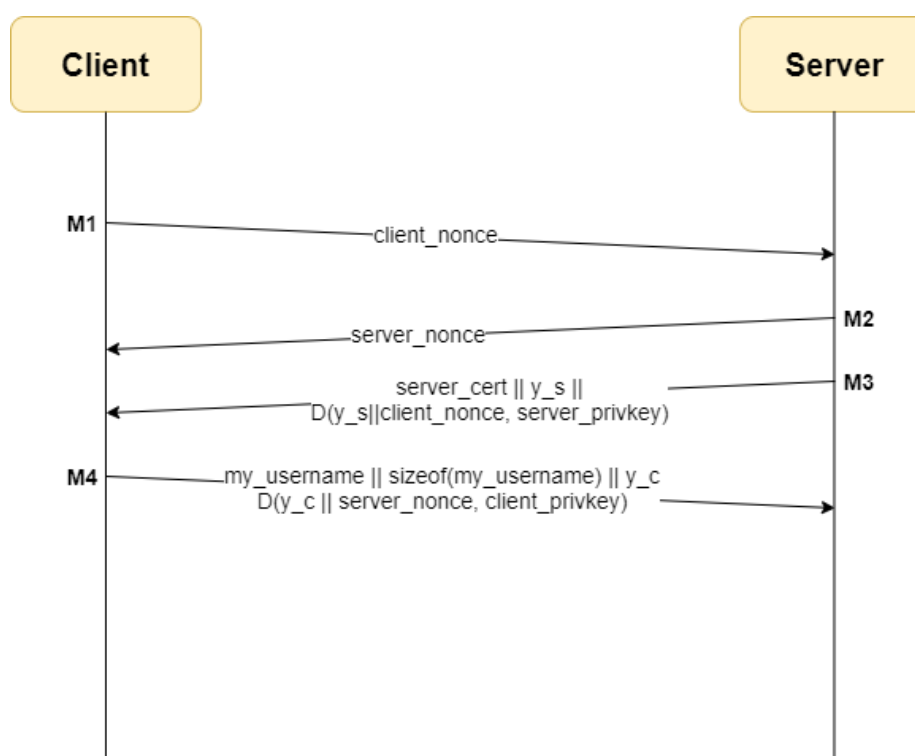 Client
Server
M1
client_nonce
M2
server_nonce
M3
server_cert || y_s ||
D(y_s||client_nonce, server_privkey)
M4
my_username || sizeof(my_username) || y_c
D(y_c || server_nonce, client_privkey)